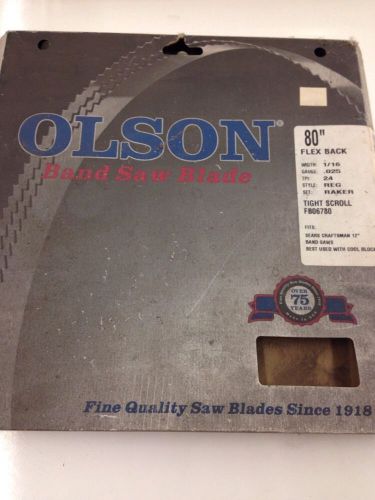 OLSON®
Band Saw Blade
80"
FLEX BACK
WIDTH: 1/16
GAUGE: .025
TPI: 24
STYLE: REG
SET: RAKER
TIGHT SCROLL
FB06780
FITS:
SEARS CRAFTSMAN 12"
BAND SAWS
BEST USED WITH COOL BLOCK
OVER
75
YEARS
Fine Quality Saw Blades Since 1918